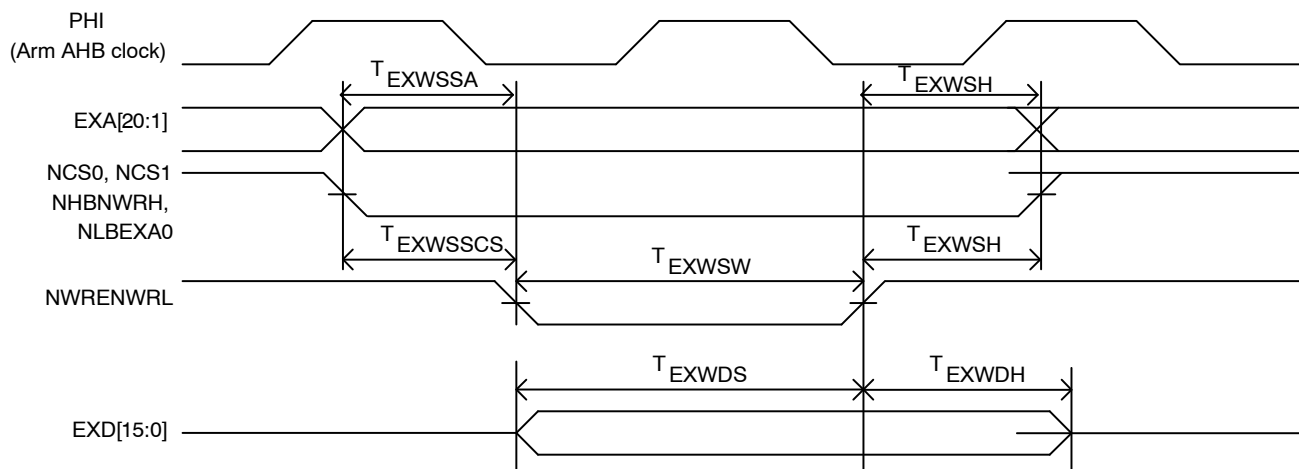 PHI
(Arm AHB clock)
TEXWSSA
TEXWSH
EXA[20:1]
NCS0, NCS1
NHBNWRH,
NLBEXA0
TEXWSSCS
TEXWSW
TEXWSH
NWRENWRL
TEXWDS
TEXWDH
EXD[15:0]